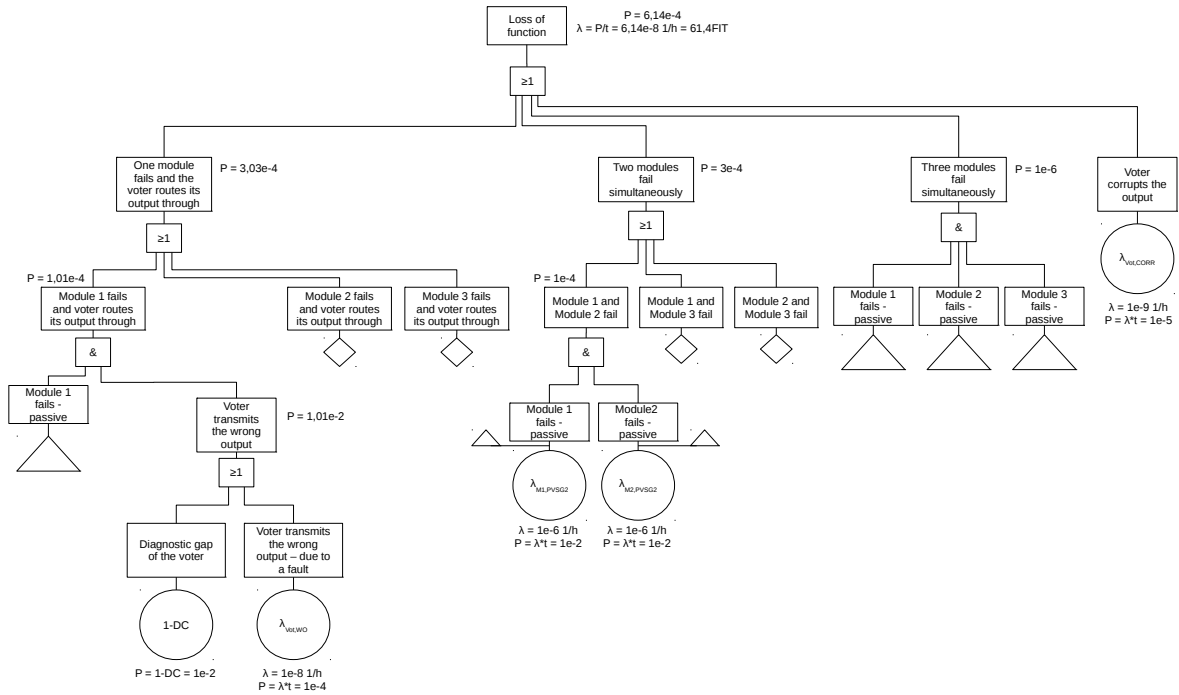 Loss of
function
P = 6,14e-4
λ = P/t = 6,14e-8 1/h = 61,4FIT
≥1
One module
fails and the
voter routes its
output through
P = 3,03e-4
≥1
Two modules
fail
simultaneously
P = 3e-4
≥1
Three modules
fail
simultaneously
P = 1e-6
&
Voter
corrupts the
output
λVot,CORR
λ = 1e-9 1/h
P = λ*t = 1e-5
P = 1,01e-4
Module 1 fails
and voter routes
its output through
&
Module 2 fails
and voter routes
its output through
Module 3 fails
and voter routes
its output through
P = 1e-4
Module 1 and
Module 2 fail
&
Module 1 and
Module 3 fail
Module 2 and
Module 3 fail
Module 1
fails -
passive
Module 2
fails -
passive
Module 3
fails -
passive
Module 1
fails -
passive
Voter
transmits
the wrong
output
P = 1,01e-2
≥1
Module 1
fails -
passive
Module2
fails -
passive
λM1,PVSG2
λM2,PVSG2
λ = 1e-6 1/h
P = λ*t = 1e-2
λ = 1e-6 1/h
P = λ*t = 1e-2
Diagnostic gap
of the voter
Voter transmits
the wrong
output – due to
a fault
1-DC
λVot,WO
P = 1-DC = 1e-2
λ = 1e-8 1/h
P = λ*t = 1e-4